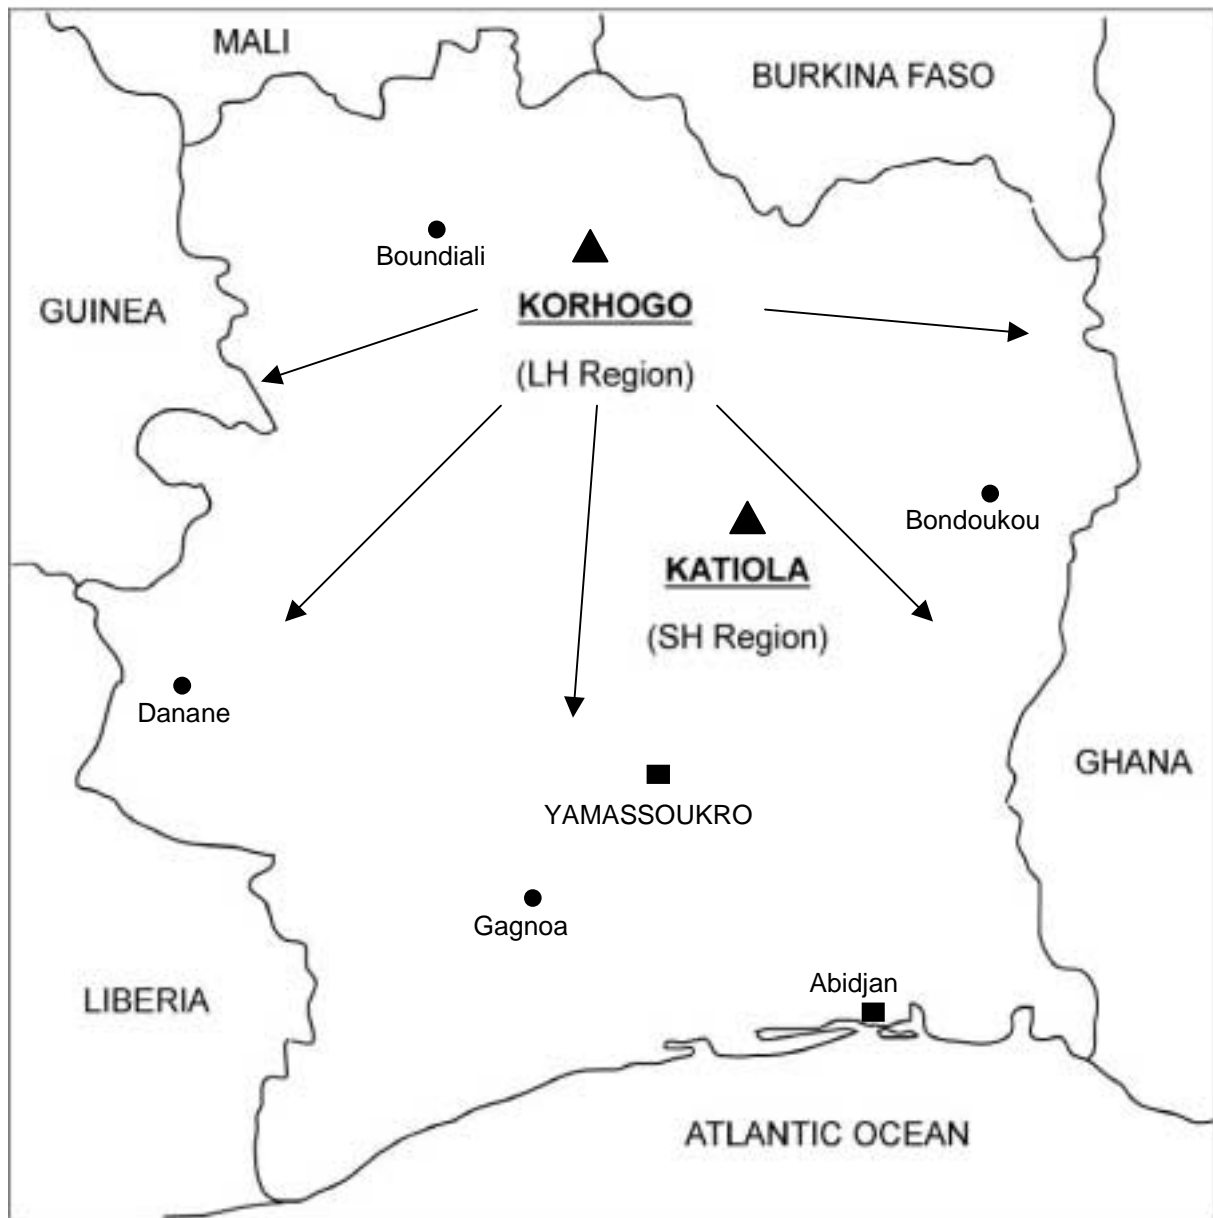 MALI
BURKINA FASO
Boundiali
GUINEA
KORHOGO
(LH Region)
Bondoukou
KATIOLA
(SH Region)
Danane
GHANA
YAMASSOUKRO
Gagnoa
Abidjan
LIBERIA
ATLANTIC OCEAN